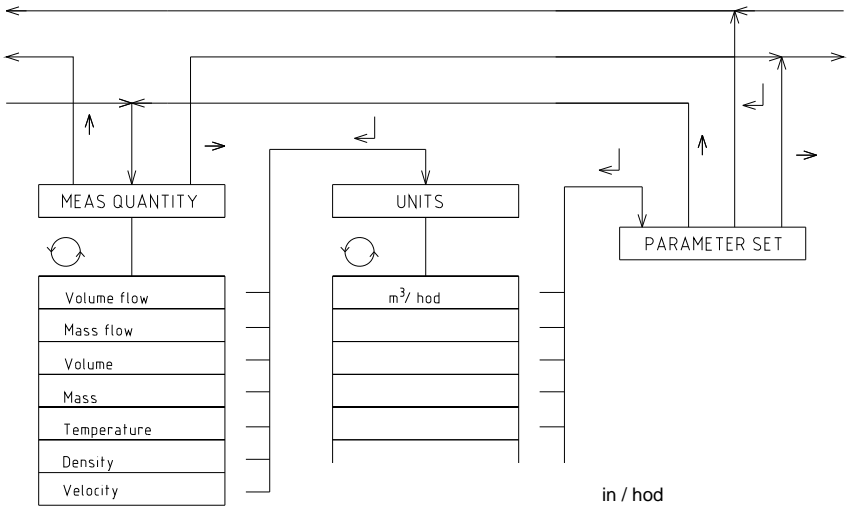 MEAS QUANTITY
UNITS
PARAMETER SET
Volume flow
Mass flow
Volume
Mass
Temperature
Density
Velocity
m³/ hod
in / hod